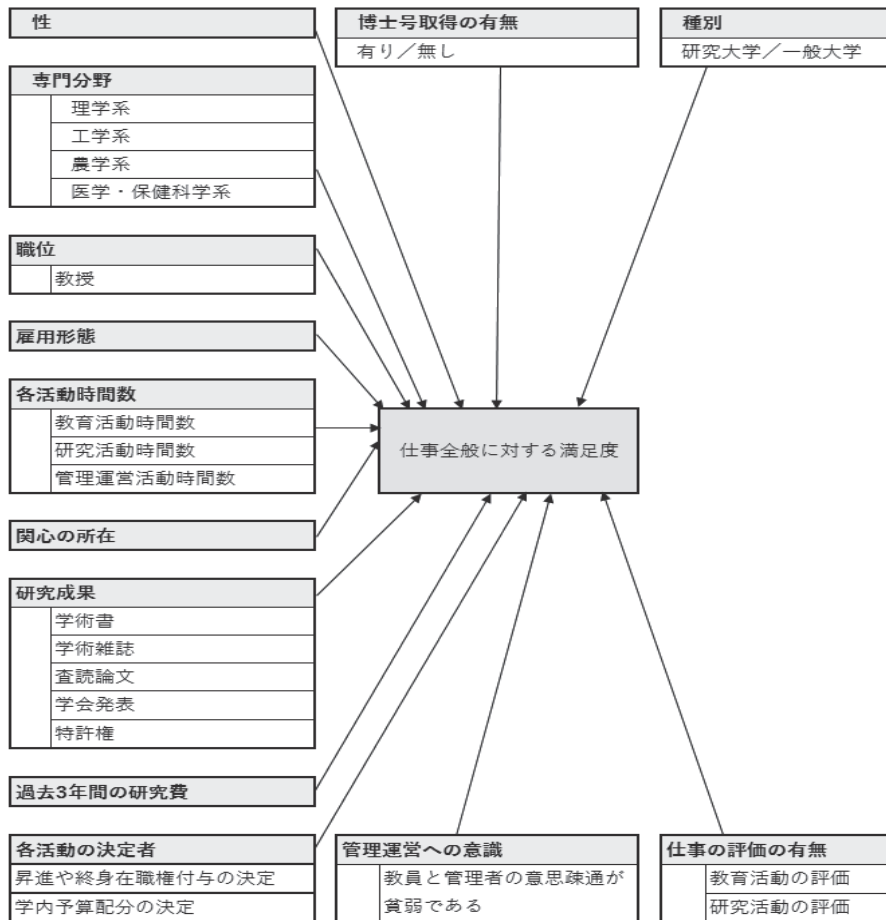 性
専門分野
理学系
工学系
農学系
医学・保健科学系
職位
教授
雇用形態
各活動時間数
教育活動時間数
研究活動時間数
管理運営活動時間数
関心の所在
研究成果
学術書
学術雑誌
査読論文
学会発表
特許権
過去3年間の研究費
各活動の決定者
昇進や終身在職権付与の決定
学内予算配分の決定
博士号取得の有無
有り／無し
種別
研究大学／一般大学
仕事全般に対する満足度
管理運営への意識
教員と管理者の意思疎通が
貧弱である
仕事の評価の有無
教育活動の評価
研究活動の評価